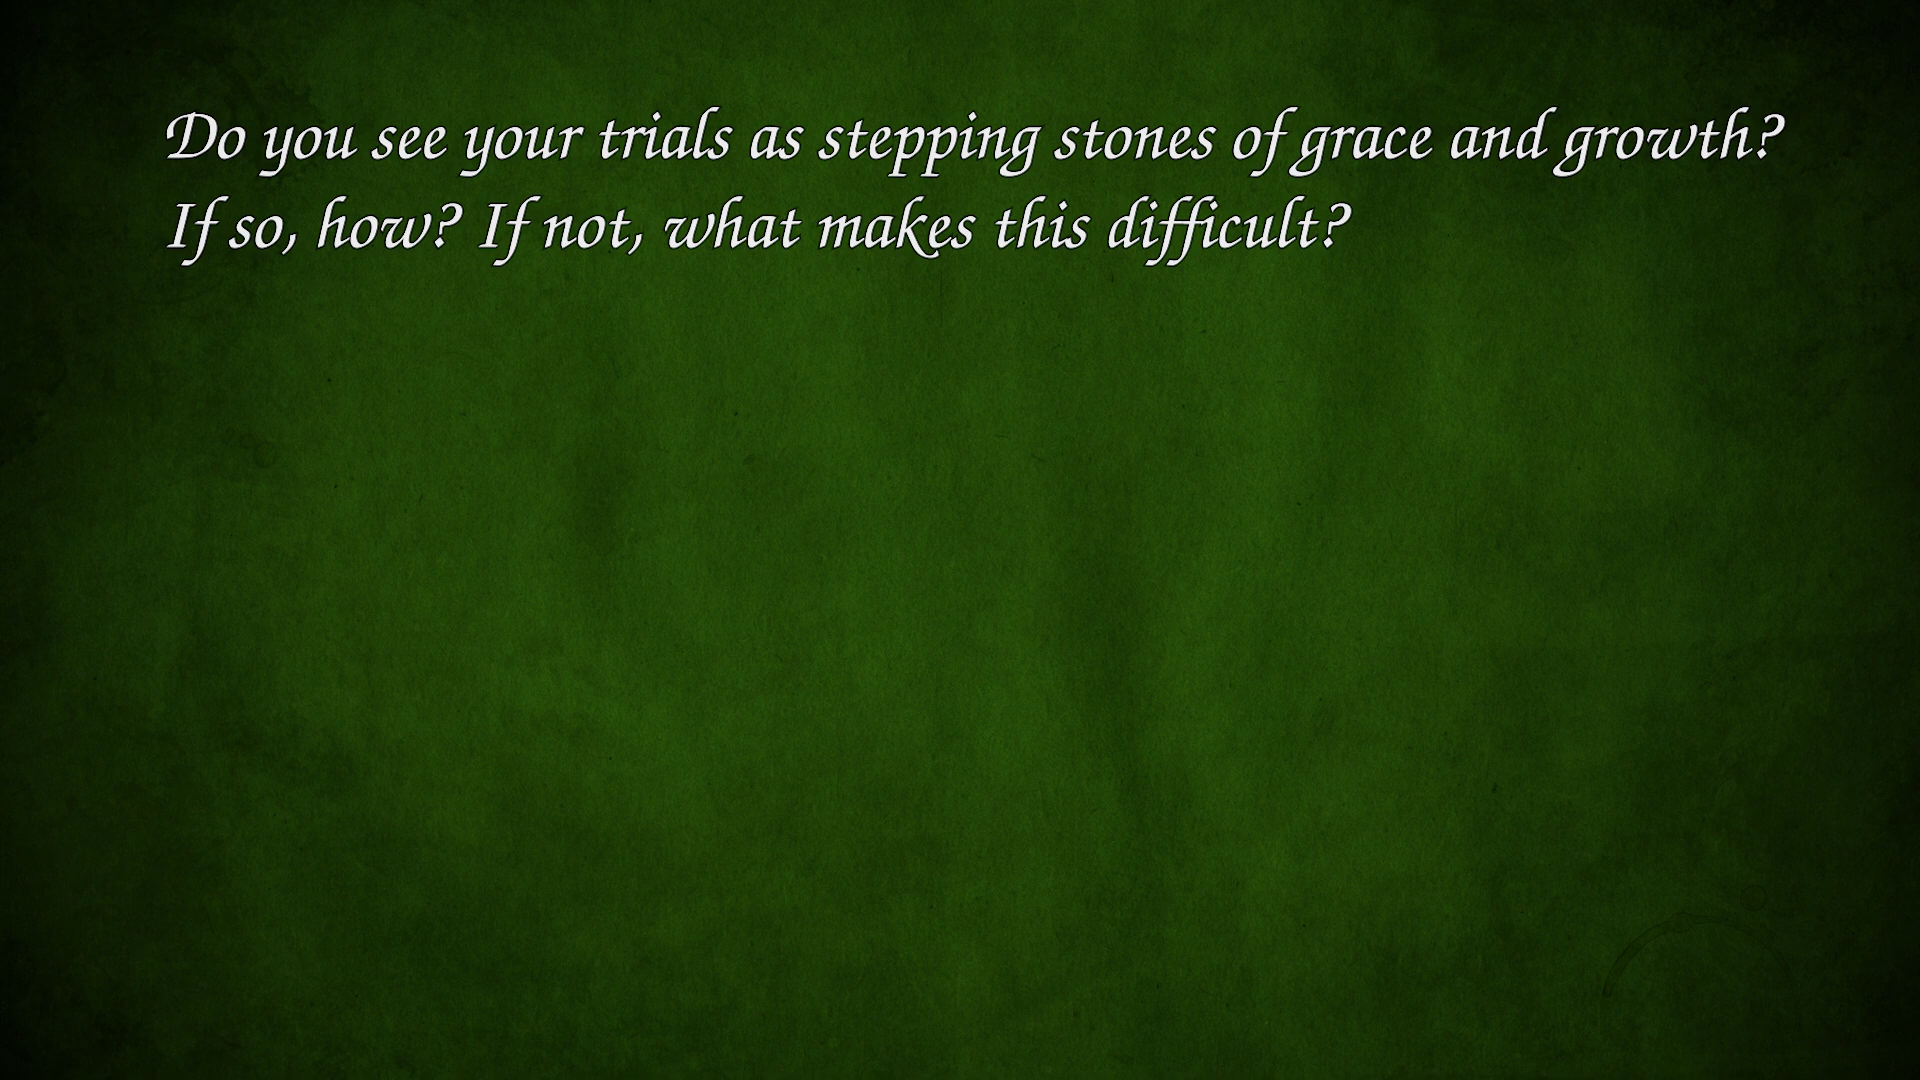 Do you see your trials as stepping stones of grace and growth?
If so, how? If not, what makes this difficult?